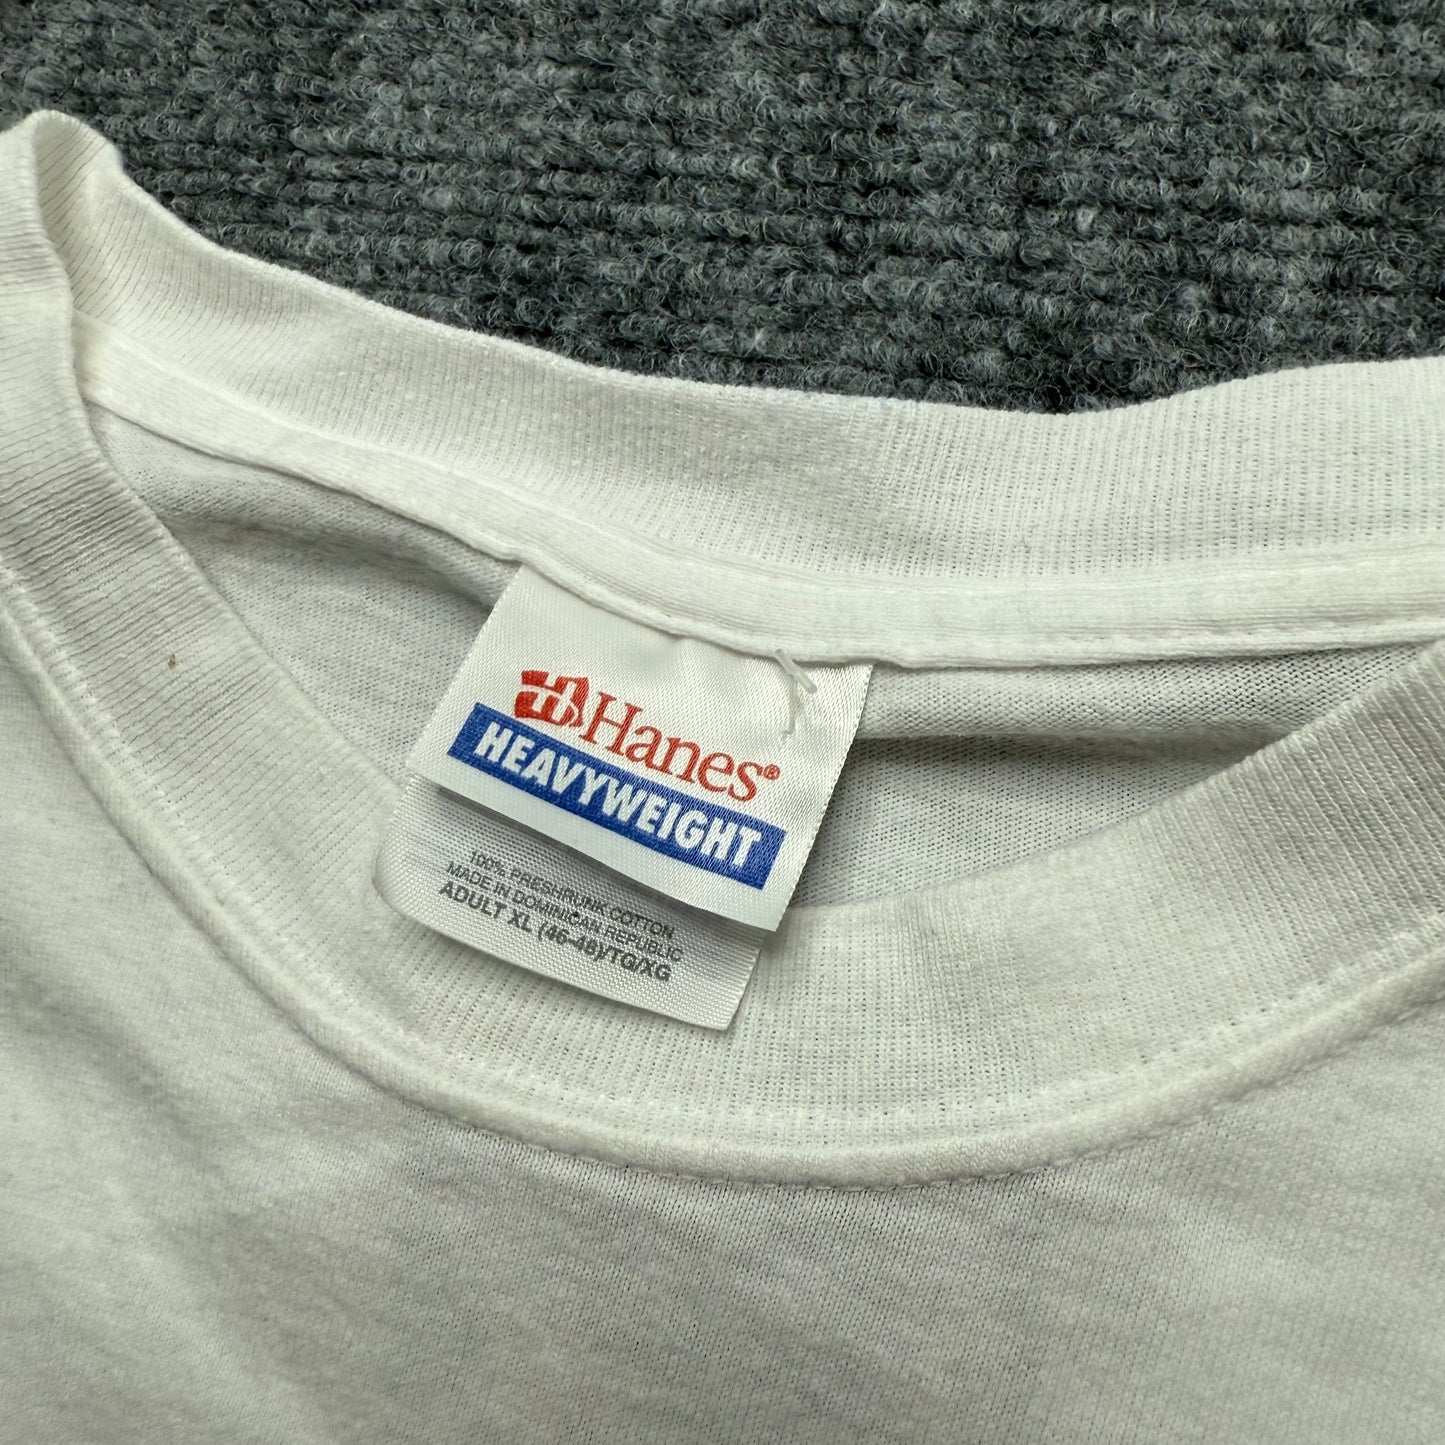 Hanes®
HEAVYWEIGHT
100% PRESHRUNK COTTON
MADE IN DOMINICAN REPUBLIC
ADULT XL (46-48)/TG/XG